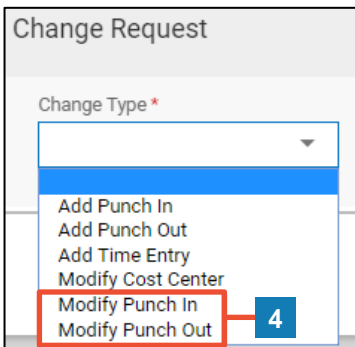 Change Request
Change Type *
Add Punch In
Add Punch Out
Add Time Entry
Modify Cost Center
Modify Punch In
Modify Punch Out
4